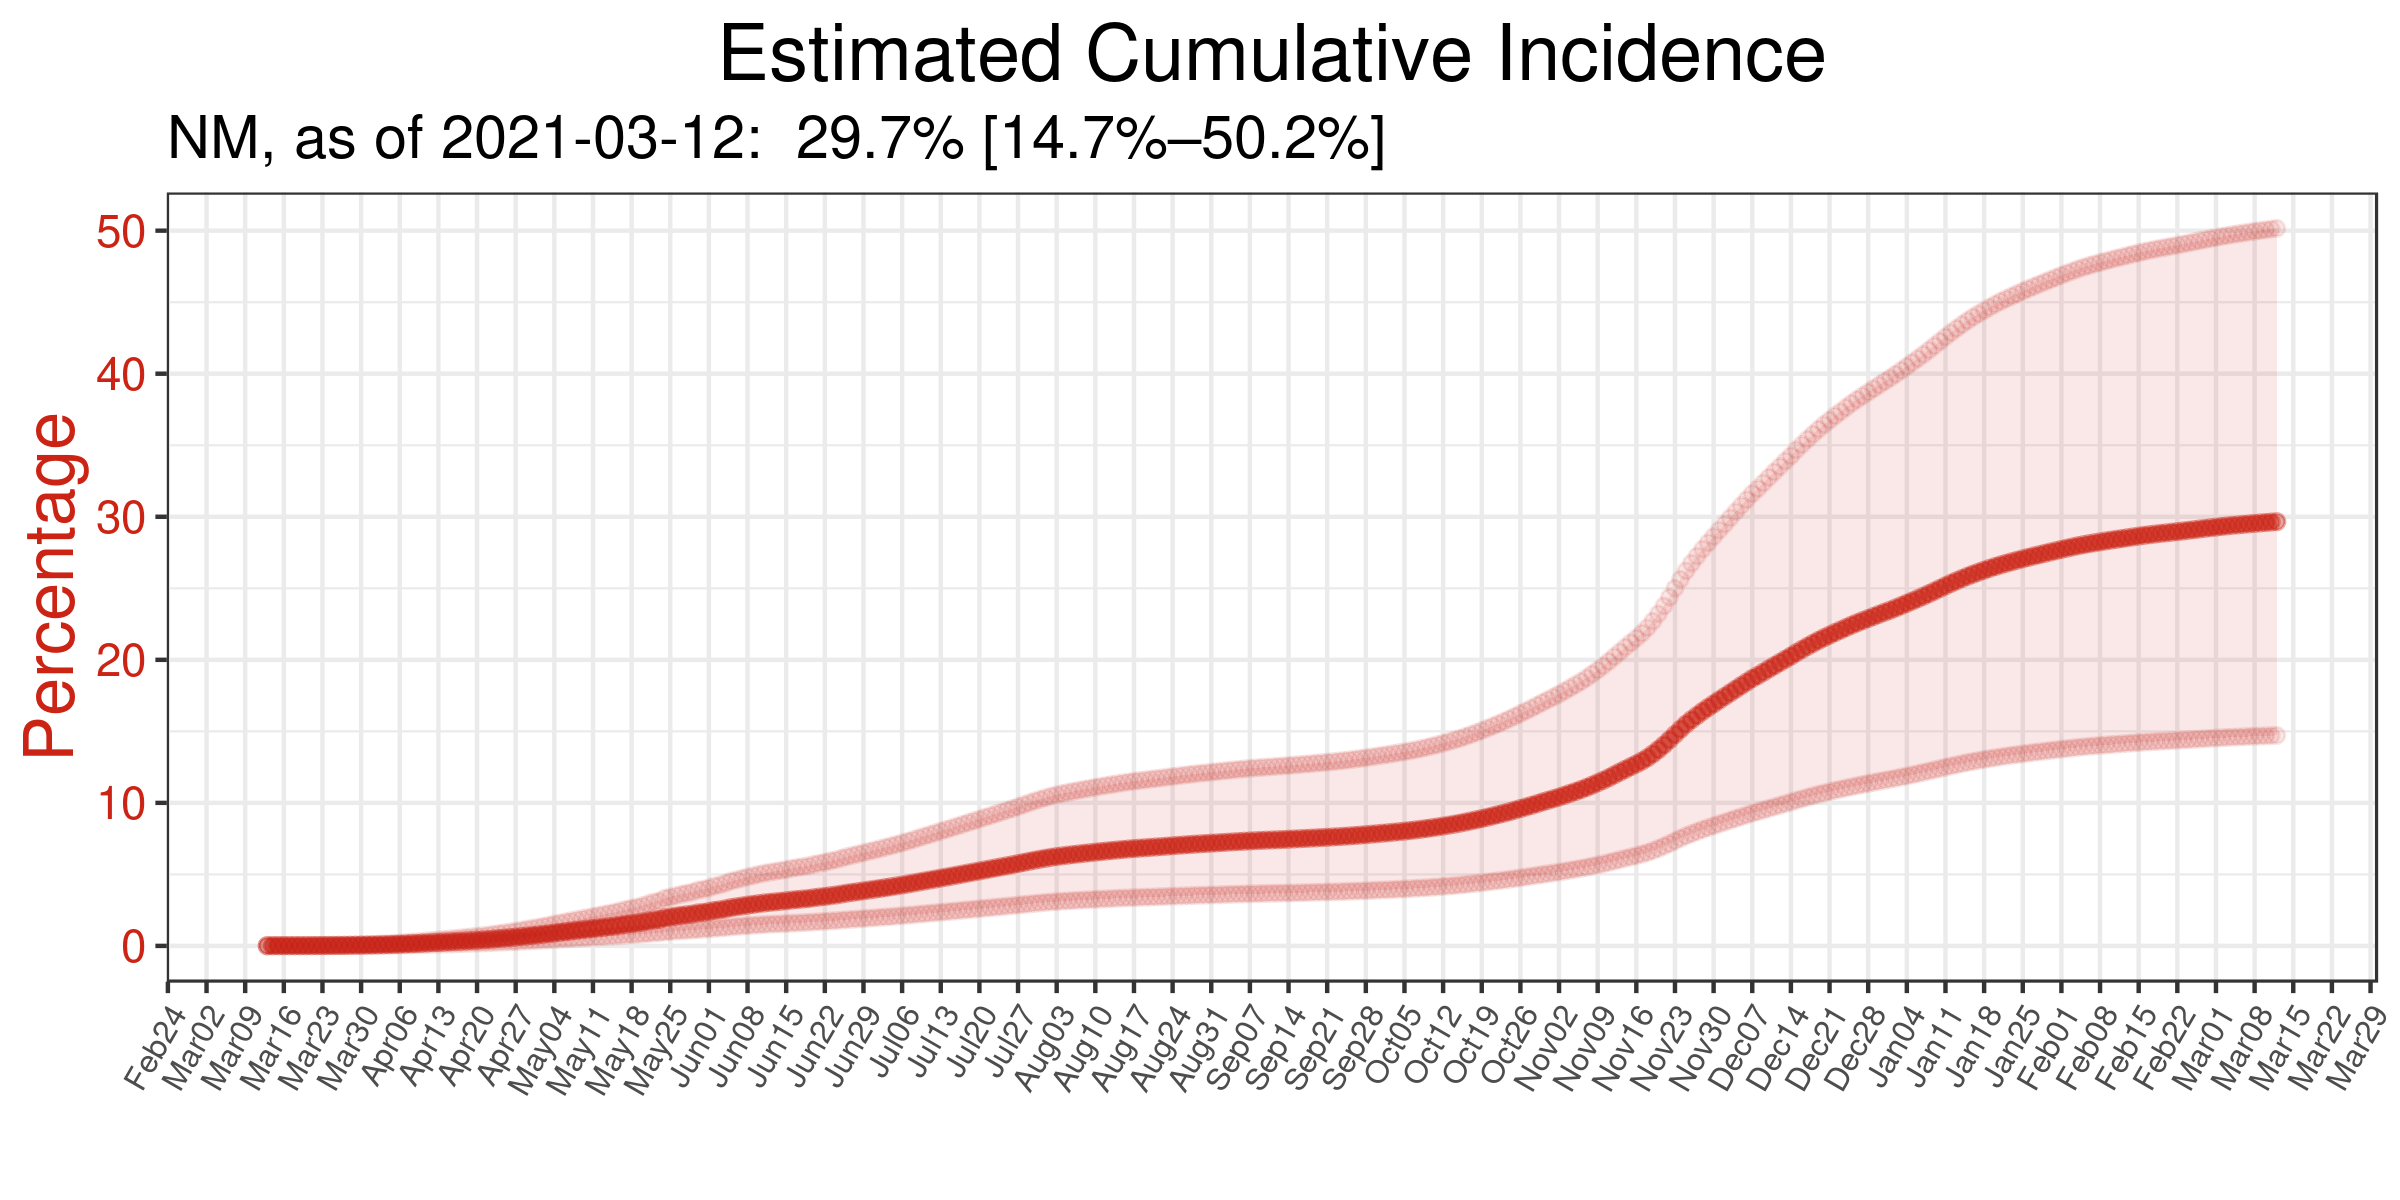 Estimated Cumulative Incidence
NM, as of 2021-03-12: 29.7% [14.7%–50.2%]
Percentage
50
40
30
20
10
0
Feb24
Mar02
Mar09
Mar16
Mar23
Mar30
Apr06
Apr13
Apr20
Apr27
May04
May11
May18
May25
Jun01
Jun08
Jun15
Jun22
Jun29
Jul06
Jul13
Jul20
Jul27
Aug03
Aug10
Aug17
Aug24
Aug31
Sep07
Sep14
Sep21
Sep28
Oct05
Oct12
Oct19
Oct26
Nov02
Nov09
Nov16
Nov23
Nov30
Dec07
Dec14
Dec21
Dec28
Jan04
Jan11
Jan18
Jan25
Feb01
Feb08
Feb15
Feb22
Mar01
Mar08
Mar15
Mar22
Mar29